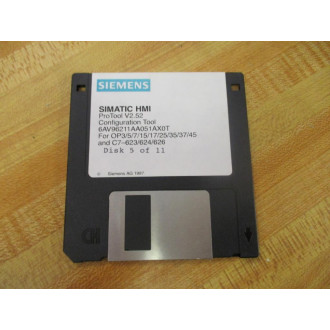 SIEMENS
SIMATIC HMI
ProTool V2.52
Configuration Tool
6AV96211AA051AX0T
For OP3/5/7/15/17/25/35/37/45
and C7-623/624/626
Disk 5 of 11
© Siemens AG 1997